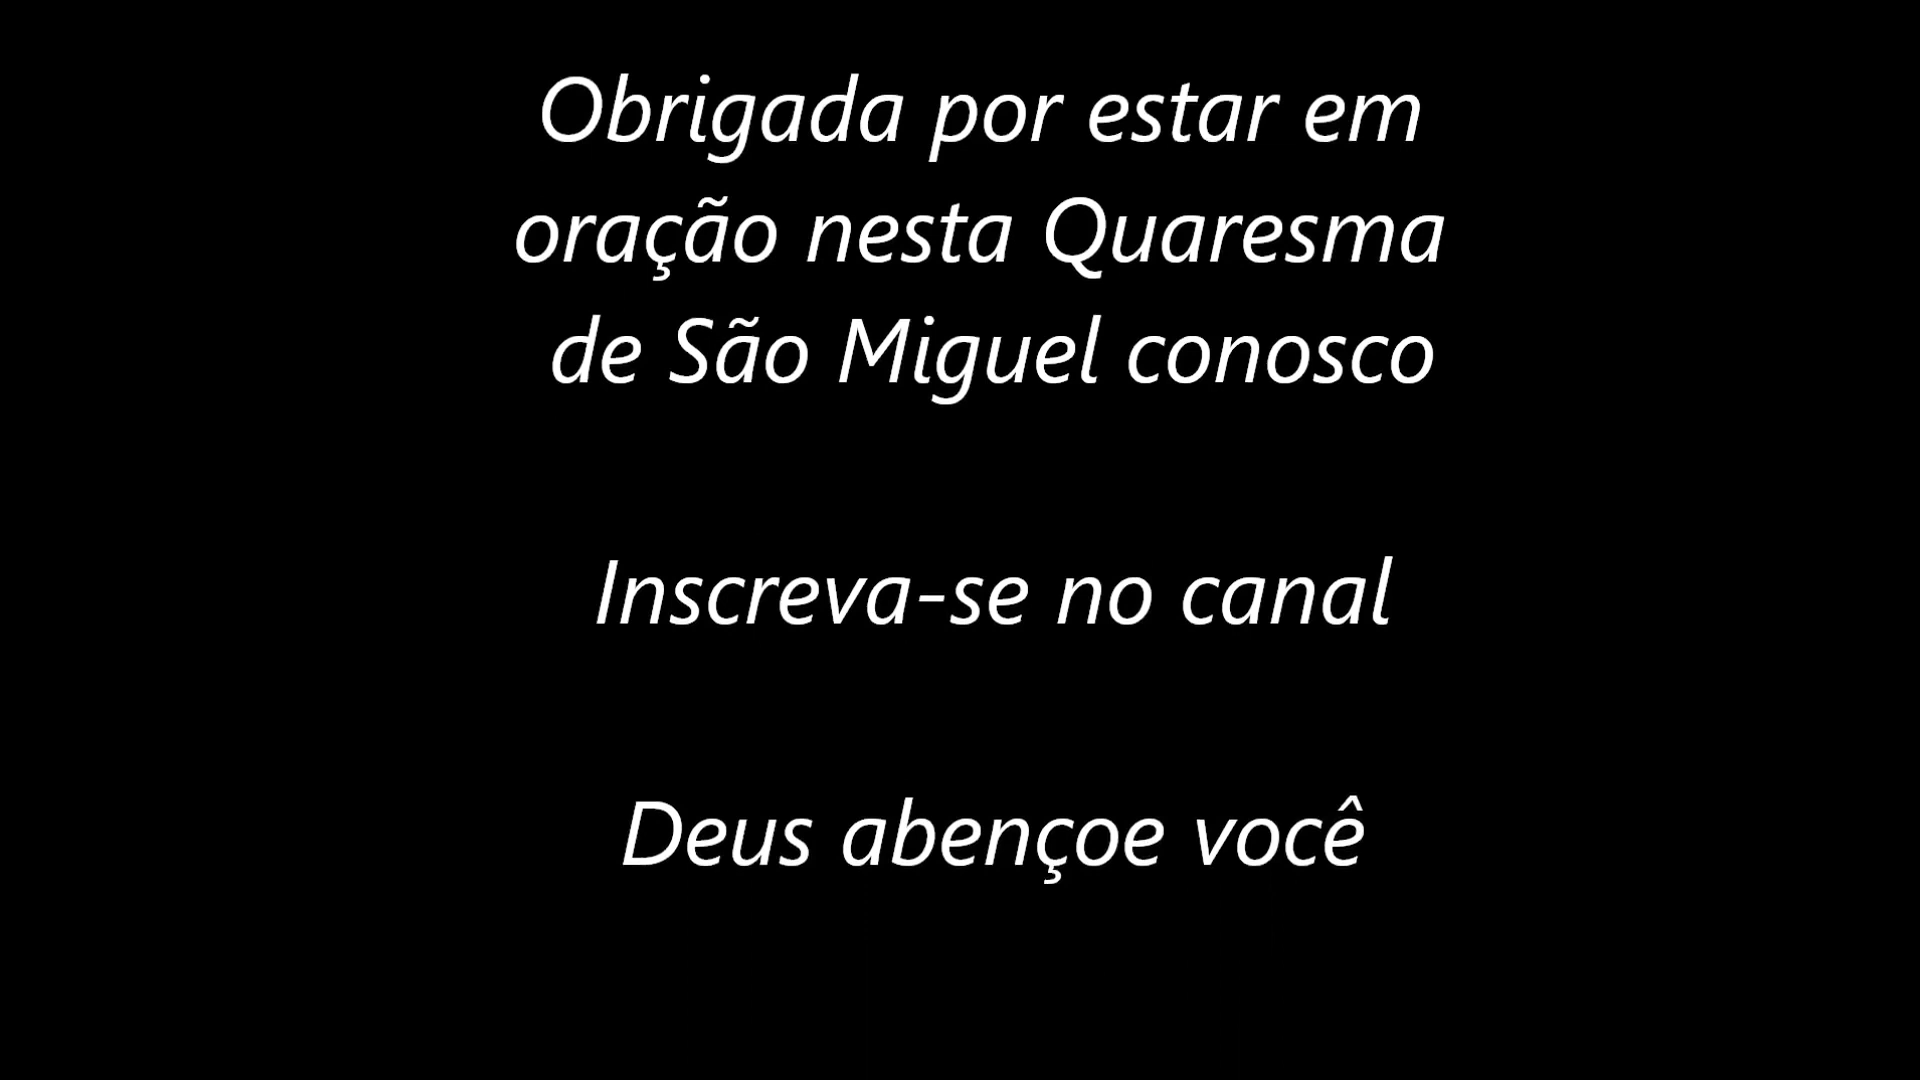 Obrigada por estar em
oração nesta Quaresma
de São Miguel conosco
Inscreva-se no canal
Deus abençoe você